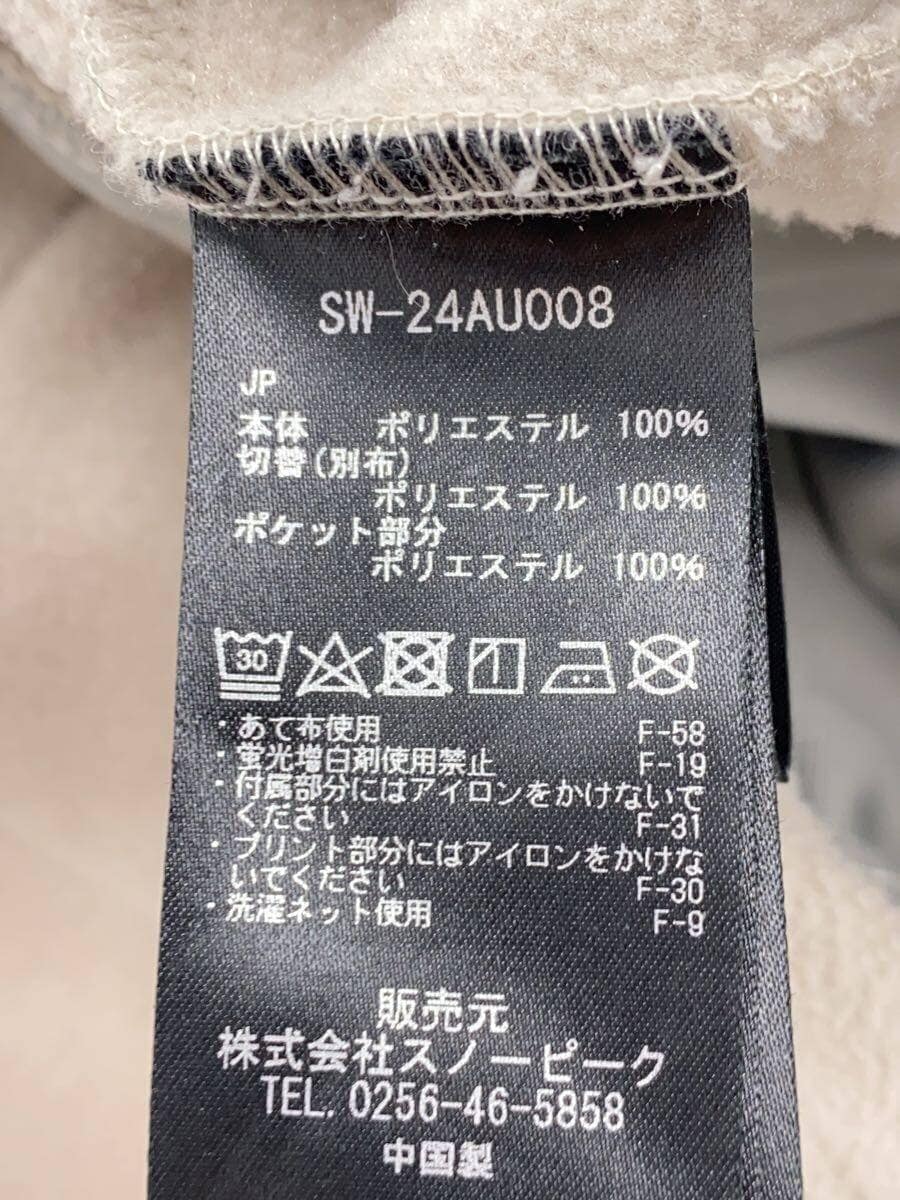 SW-24AU008
JP
本体 ポリエステル 100%
切替(別布)
ポリエステル 100%
ポケット部分
ポリエステル 100%
30
・あて布使用 F-58
・蛍光増白剤使用禁止 F-19
・付属部分にはアイロンをかけないで
ください F-31
・プリント部分にはアイロンをかけな
いでください F-30
・洗濯ネット使用 F-9
販売元
株式会社スノーピーク
TEL.0256-46-5858
中国製